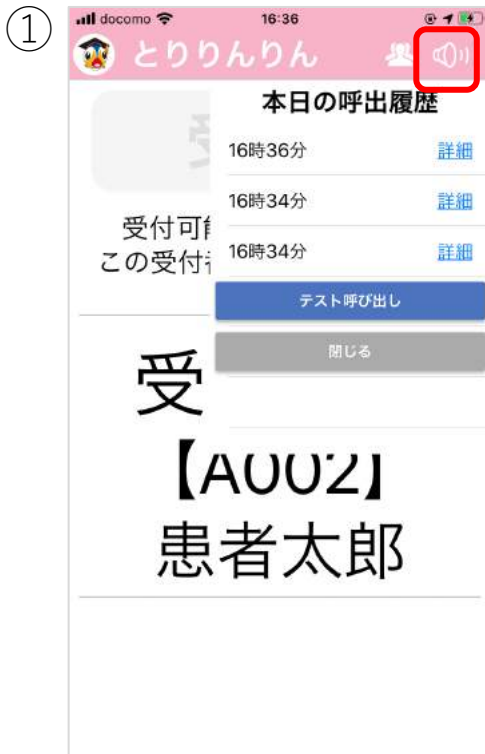 ①
docomo 16:36
とりりんりん
本日の呼出履歴
16時36分 詳細
16時34分 詳細
16時34分 詳細
受付可
この受付
テスト呼び出し
閉じる
受
【A002】
患者太郎